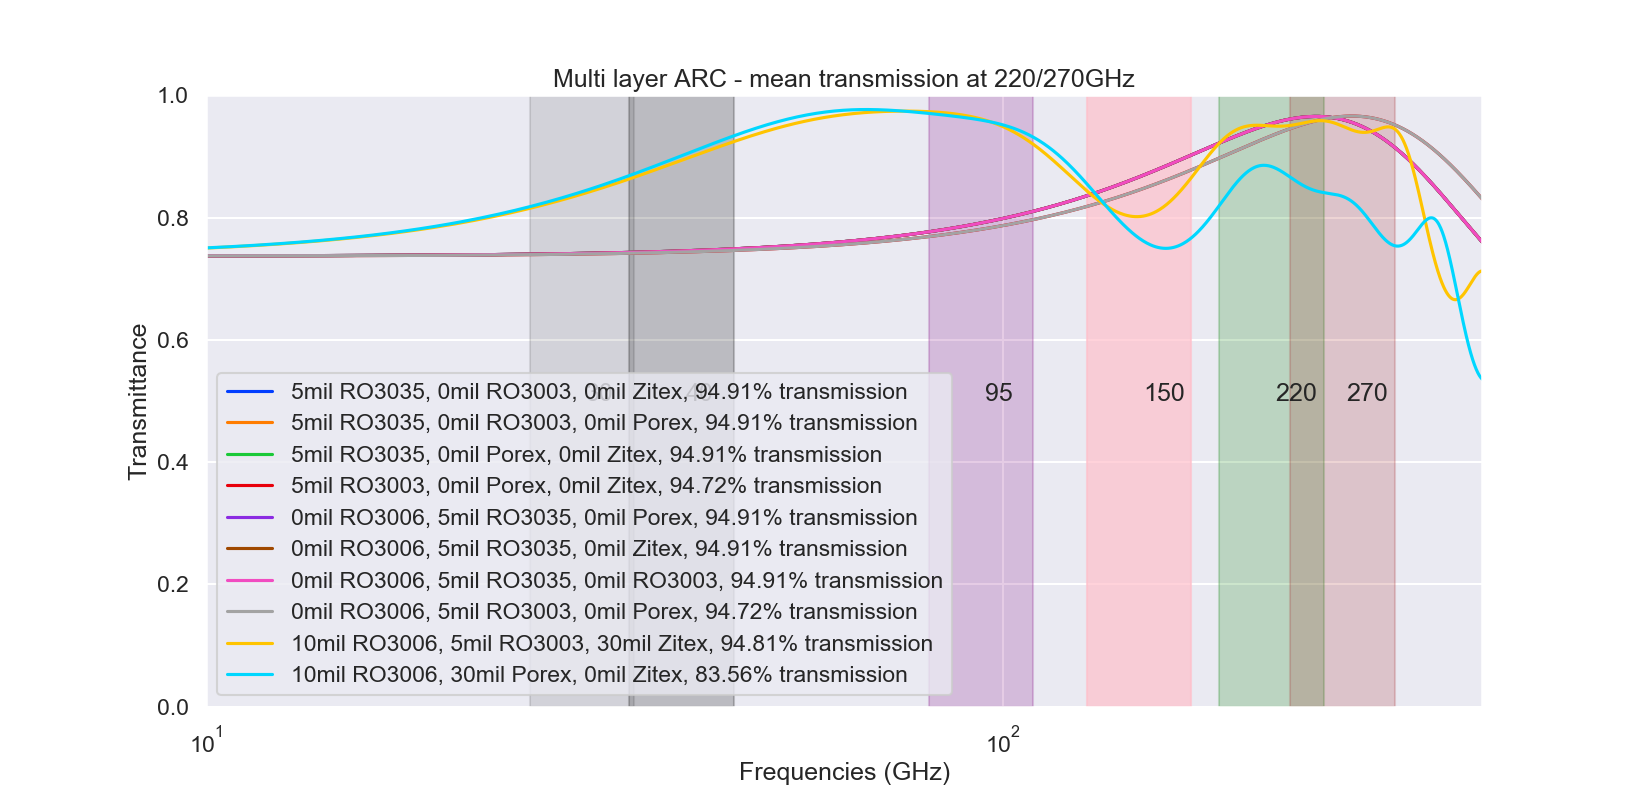 Multi layer ARC - mean transmission at 220/270GHz
1.0
0.8
0.6
0.4
0.2
0.0
Transmittance
95
150
220
270
5mil RO3035, 0mil RO3003, 0mil Zitex, 94.91% transmission
5mil RO3035, 0mil RO3003, 0mil Porex, 94.91% transmission
5mil RO3035, 0mil Porex, 0mil Zitex, 94.91% transmission
5mil RO3003, 0mil Porex, 0mil Zitex, 94.72% transmission
0mil RO3006, 5mil RO3035, 0mil Porex, 94.91% transmission
0mil RO3006, 5mil RO3035, 0mil Zitex, 94.91% transmission
0mil RO3006, 5mil RO3035, 0mil RO3003, 94.91% transmission
0mil RO3006, 5mil RO3003, 0mil Porex, 94.72% transmission
10mil RO3006, 5mil RO3003, 30mil Zitex, 94.81% transmission
10mil RO3006, 30mil Porex, 0mil Zitex, 83.56% transmission
10^1
10^2
Frequencies (GHz)